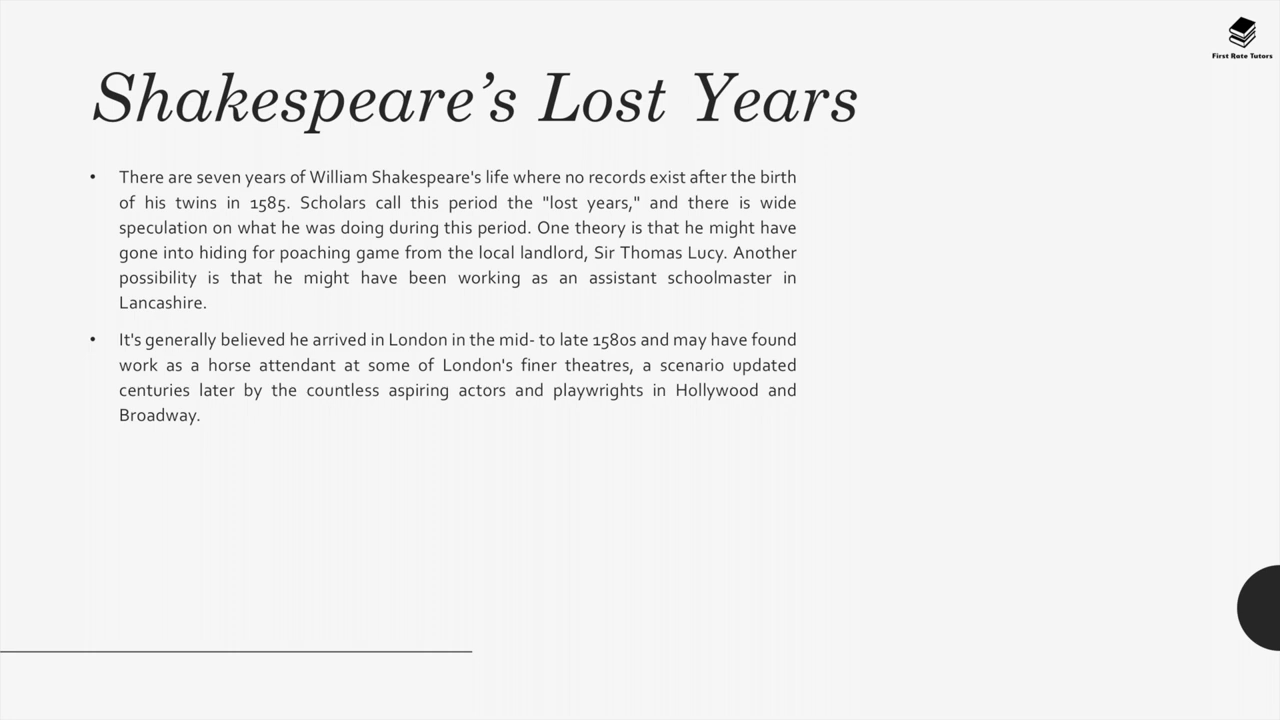 First Rate Tutors
Shakespeare’s Lost Years
• There are seven years of William Shakespeare's life where no records exist after the birth
of his twins in 1585. Scholars call this period the "lost years," and there is wide
speculation on what he was doing during this period. One theory is that he might have
gone into hiding for poaching game from the local landlord, Sir Thomas Lucy. Another
possibility is that he might have been working as an assistant schoolmaster in
Lancashire.
• It's generally believed he arrived in London in the mid- to late 1580s and may have found
work as a horse attendant at some of London's finer theatres, a scenario updated
centuries later by the countless aspiring actors and playwrights in Hollywood and
Broadway.